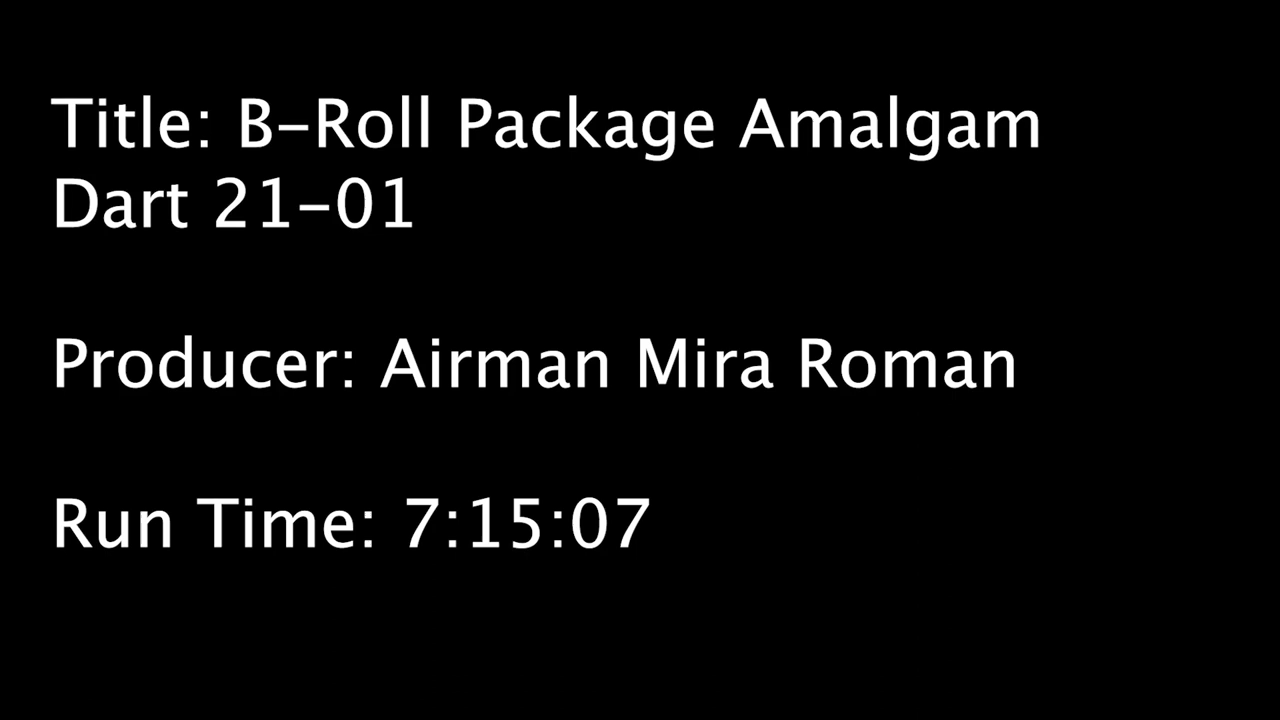 Title: B-Roll Package Amalgam
Dart 21-01
Producer: Airman Mira Roman
Run Time: 7:15:07